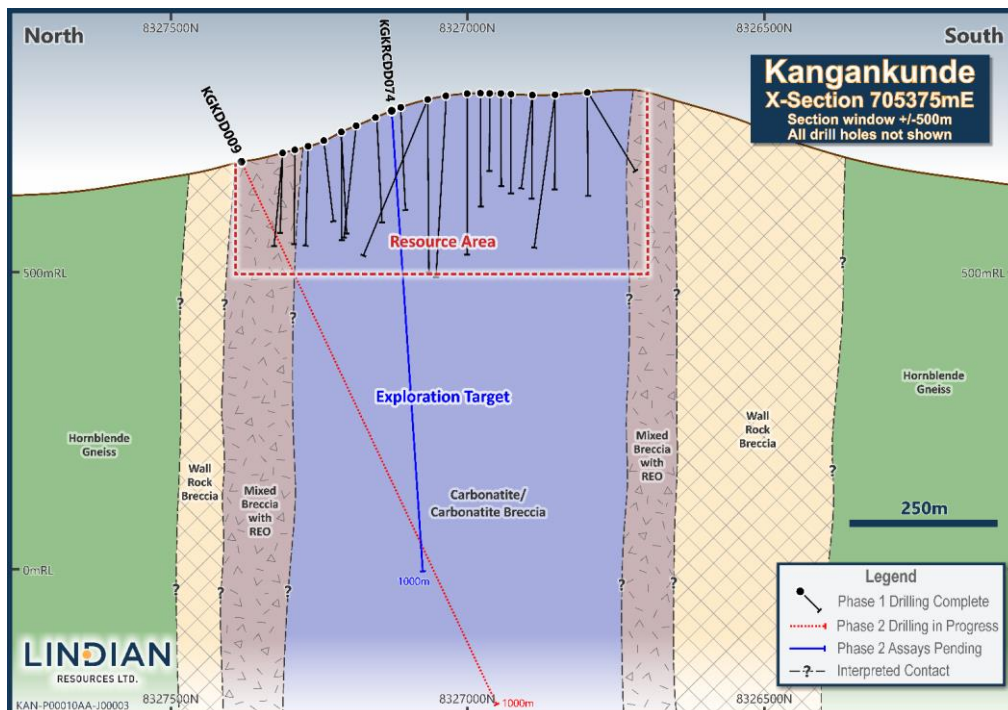 North
8327500N
8327000N
8326500N
South
KGKDD009
KGKRCDD074
Kangankunde
X-Section 705375mE
Section window +/-500m
All drill holes not shown
Resource Area
500mRL
500mRL
?
?
?
?
?
?
Exploration Target
Hornblende
Gneiss
Hornblende
Gneiss
Wall
Rock
Breccia
Mixed
Breccia
with
REO
Carbonatite/
Carbonatite Breccia
Mixed
Breccia
with
REO
Wall
Rock
Breccia
?
250m
0mRL
1000m
?
?
?
?
?
Legend
Phase 1 Drilling Complete
Phase 2 Drilling in Progress
Phase 2 Assays Pending
? Interpreted Contact
LINDIAN
RESOURCES LTD.
KAN-P00010AA-J00003
8327500N
8327000N
1000m
8326500N